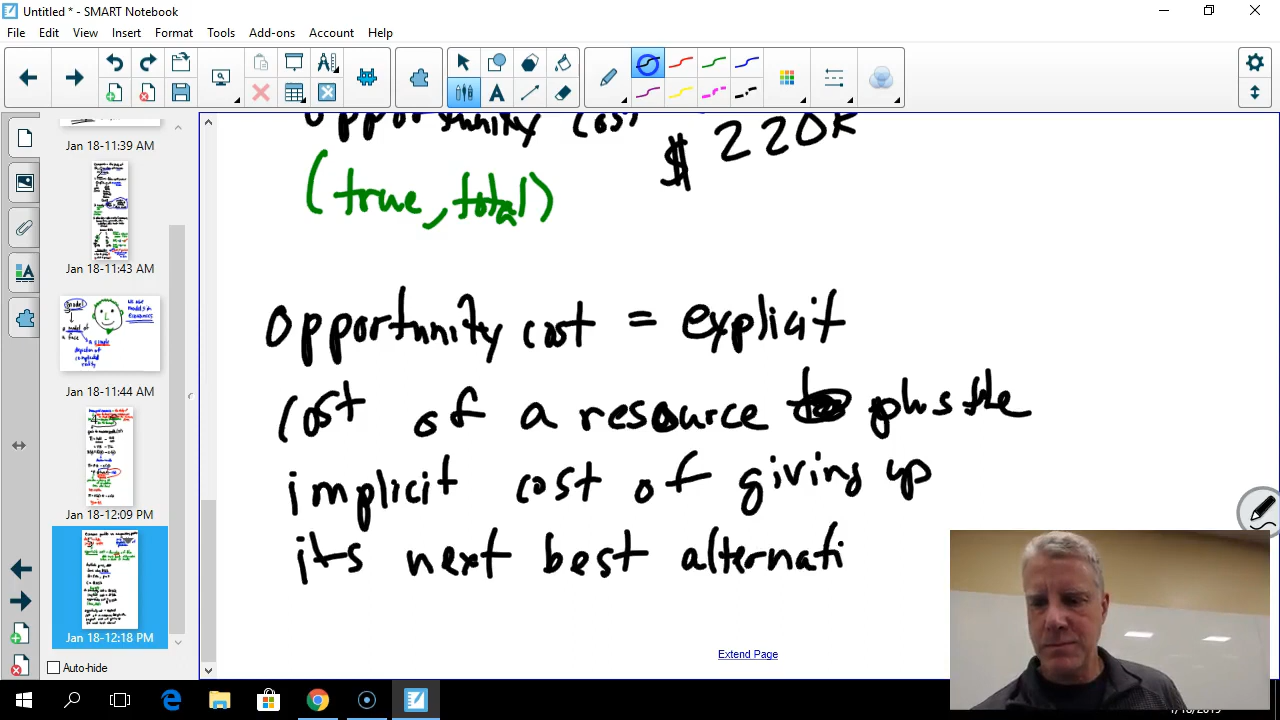 Untitled * - SMART Notebook
File Edit View Insert Format Tools Add-ons Account Help
Jan 18-11:39 AM
Jan 18-11:43 AM
Jan 18-11:44 AM
Jan 18-12:09 PM
Jan 18-12:18 PM
Auto-hide
opportunity cost
$ 220K
(true, total)
opportunity cost = explicit
cost of a resource plus the
implicit cost of giving up
its next best alternati
Extend Page